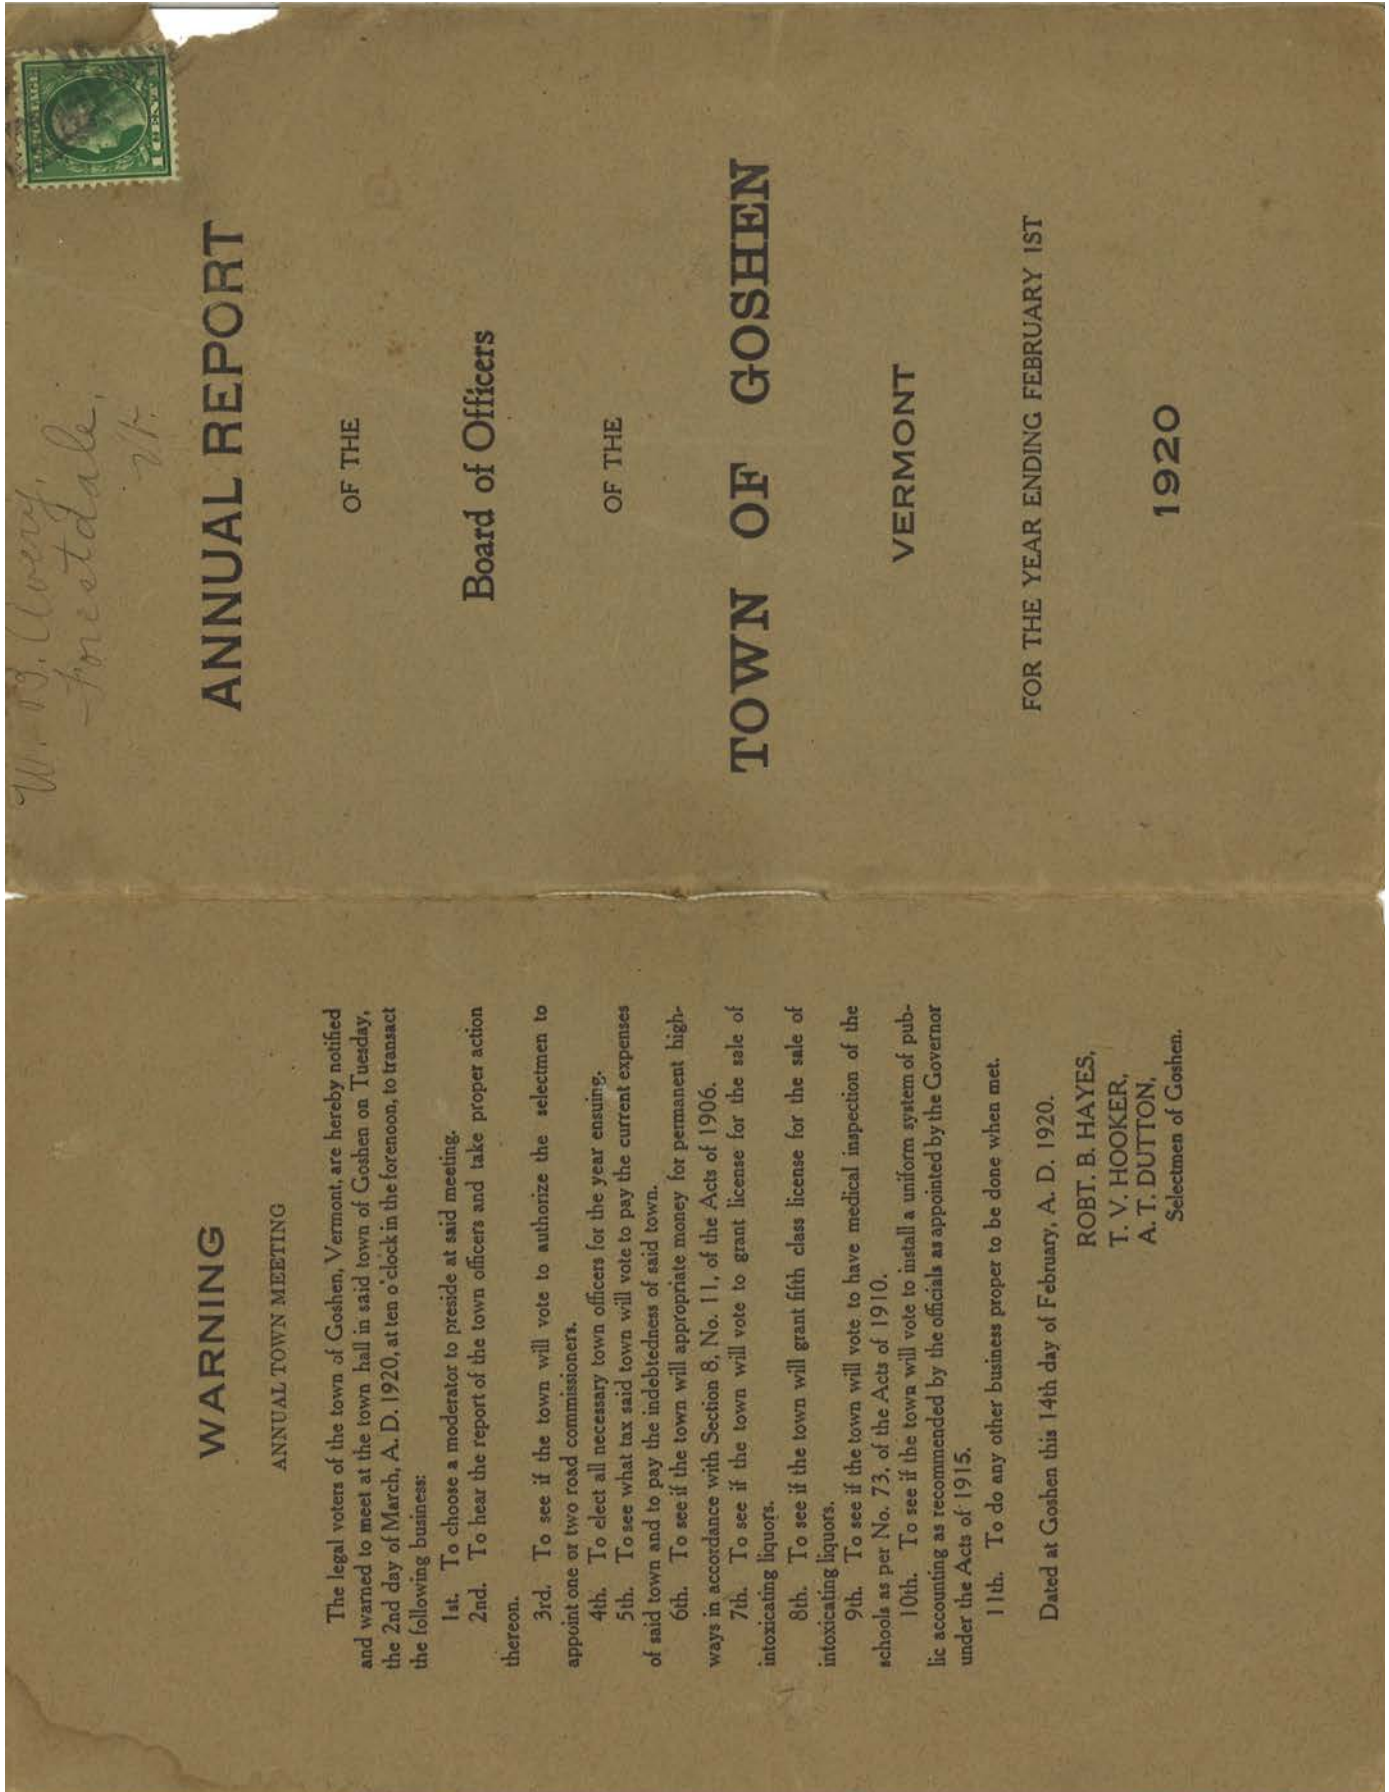 WARNING
ANNUAL TOWN MEETING
The legal voters of the town of Goshen, Vermont, are hereby notified
and warned to meet at the town hall in said town of Goshen on Tuesday,
the 2nd day of March, A. D. 1920, at ten o'clock in the forenoon, to transact
the following business:
1st. To choose a moderator to preside at said meeting.
2nd. To hear the report of the town officers and take proper action
thereon.
3rd. To see if the town will vote to authorize the selectmen to
appoint one or two road commissioners.
4th. To elect all necessary town officers for the year ensuing.
5th. To see what tax said town will vote to pay the current expenses
of said town and to pay the indebtedness of said town.
6th. To see if the town will appropriate money for permanent high-
ways in accordance with Section 8, No. 11, of the Acts of 1906.
7th. To see if the town will vote to grant license for the sale of
intoxicating liquors.
8th. To see if the town will grant fifth class license for the sale of
intoxicating liquors.
9th. To see if the town will vote to have medical inspection of the
schools as per No. 73, of the Acts of 1910.
10th. To see if the town will vote to install a uniform system of pub-
lic accounting as recommended by the officials as appointed by the Governor
under the Acts of 1915.
11th. To do any other business proper to be done when met.
Dated at Goshen this 14th day of February, A. D. 1920.
ROBT. B. HAYES,
T. V. HOOKER,
A. T. DUTTON,
Selectmen of Goshen.
W. B. Avery,
Forestdale,
Vt.
1 CENT
ANNUAL REPORT
OF THE
Board of Officers
OF THE
TOWN OF GOSHEN
VERMONT
FOR THE YEAR ENDING FEBRUARY 1ST
1920